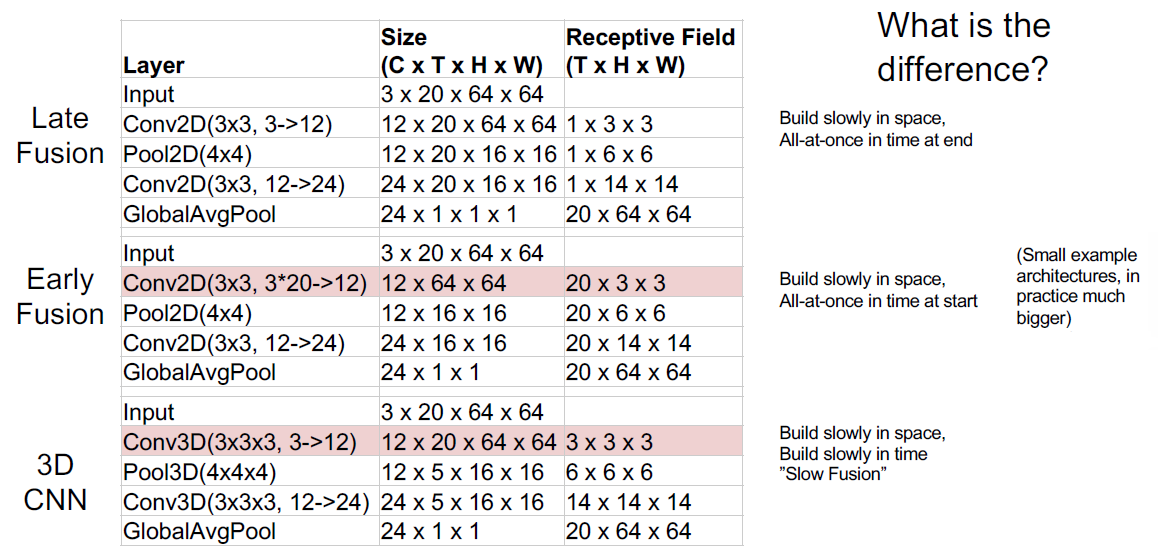 What is the
difference?
Layer Size (C x T x H x W) Receptive Field (T x H x W)
Late
Fusion
Input 3 x 20 x 64 x 64
Conv2D(3x3, 3->12) 12 x 20 x 64 x 64 1 x 3 x 3
Pool2D(4x4) 12 x 20 x 16 x 16 1 x 6 x 6
Conv2D(3x3, 12->24) 24 x 20 x 16 x 16 1 x 14 x 14
GlobalAvgPool 24 x 1 x 1 x 1 20 x 64 x 64
Build slowly in space,
All-at-once in time at end
Early
Fusion
Input 3 x 20 x 64 x 64
Conv2D(3x3, 3*20->12) 12 x 64 x 64 20 x 3 x 3
Pool2D(4x4) 12 x 16 x 16 20 x 6 x 6
Conv2D(3x3, 12->24) 24 x 16 x 16 20 x 14 x 14
GlobalAvgPool 24 x 1 x 1 20 x 64 x 64
Build slowly in space,
All-at-once in time at start
(Small example
architectures, in
practice much
bigger)
3D
CNN
Input 3 x 20 x 64 x 64
Conv3D(3x3x3, 3->12) 12 x 20 x 64 x 64 3 x 3 x 3
Pool3D(4x4x4) 12 x 5 x 16 x 16 6 x 6 x 6
Conv3D(3x3x3, 12->24) 24 x 5 x 16 x 16 14 x 14 x 14
GlobalAvgPool 24 x 1 x 1 20 x 64 x 64
Build slowly in space,
Build slowly in time
”Slow Fusion”